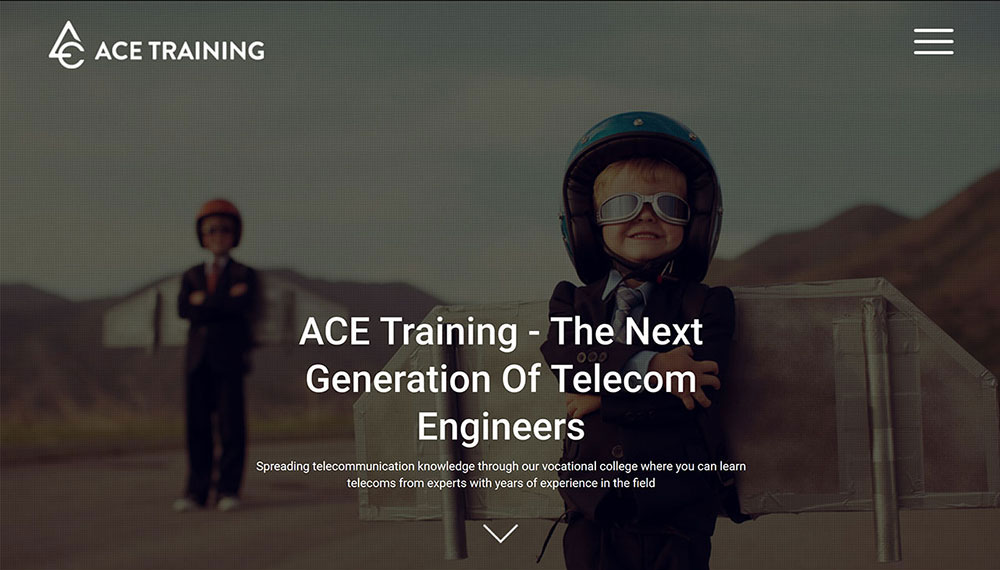 ACE TRAINING
ACE Training - The Next
Generation Of Telecom
Engineers
Spreading telecommunication knowledge through our vocational college where you can learn
telecoms from experts with years of experience in the field